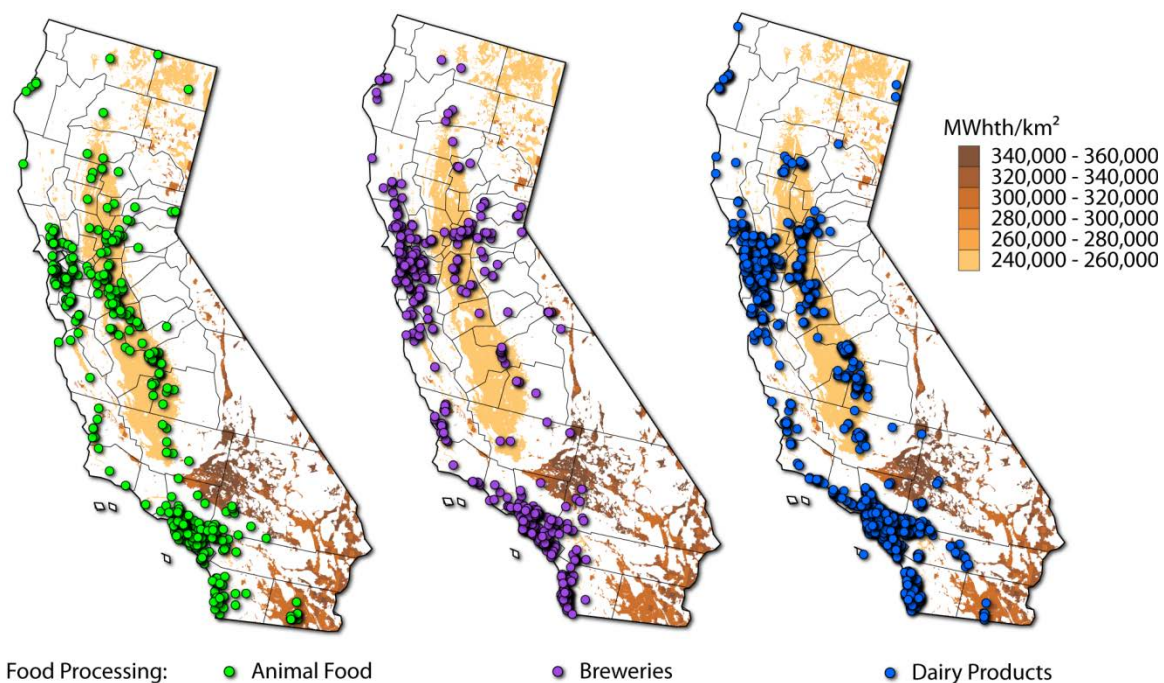 MWhth/km²
340,000 - 360,000
320,000 - 340,000
300,000 - 320,000
280,000 - 300,000
260,000 - 280,000
240,000 - 260,000
Food Processing: Animal Food Breweries Dairy Products